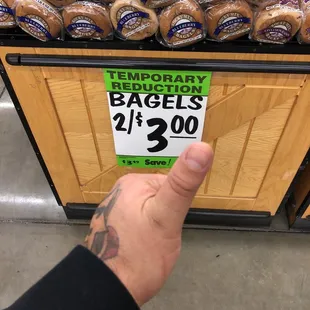 TEMPORARY
REDUCTION
BAGELS
2/$3.00
Save!